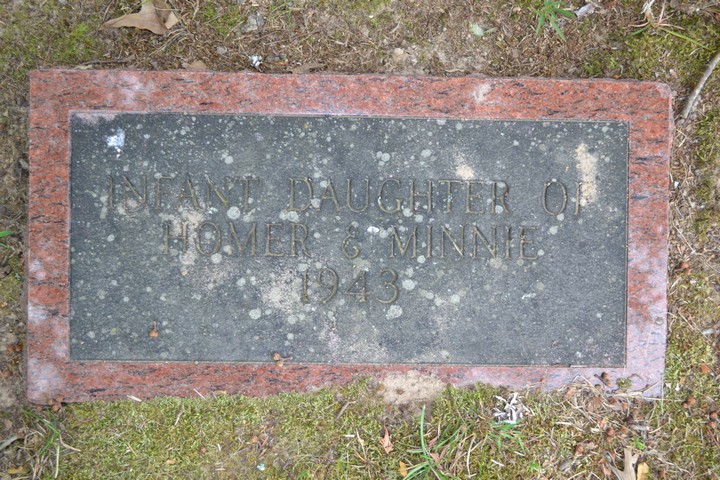 INFANT DAUGHTER OF
HOMER & MINNIE
1943